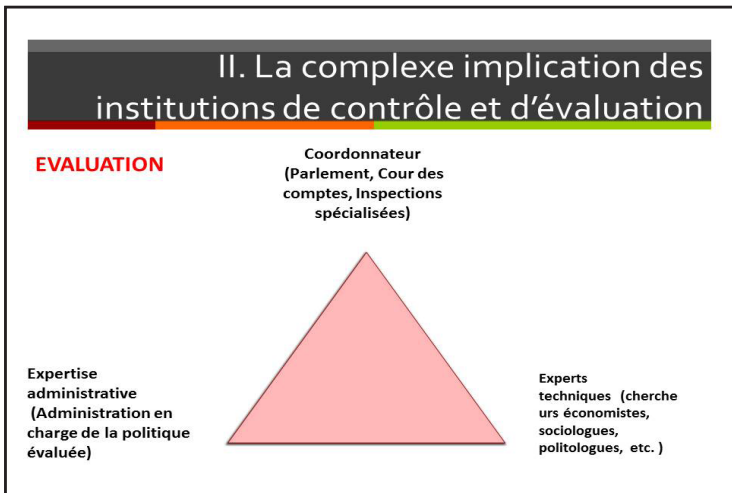 II. La complexe implication des
institutions de contrôle et d’évaluation
EVALUATION
Coordonnateur
(Parlement, Cour des
comptes, Inspections
spécialisées)
Expertise
administrative
(Administration en
charge de la politique
évaluée)
Experts
techniques (cherche
urs économistes,
sociologues,
politologues, etc. )